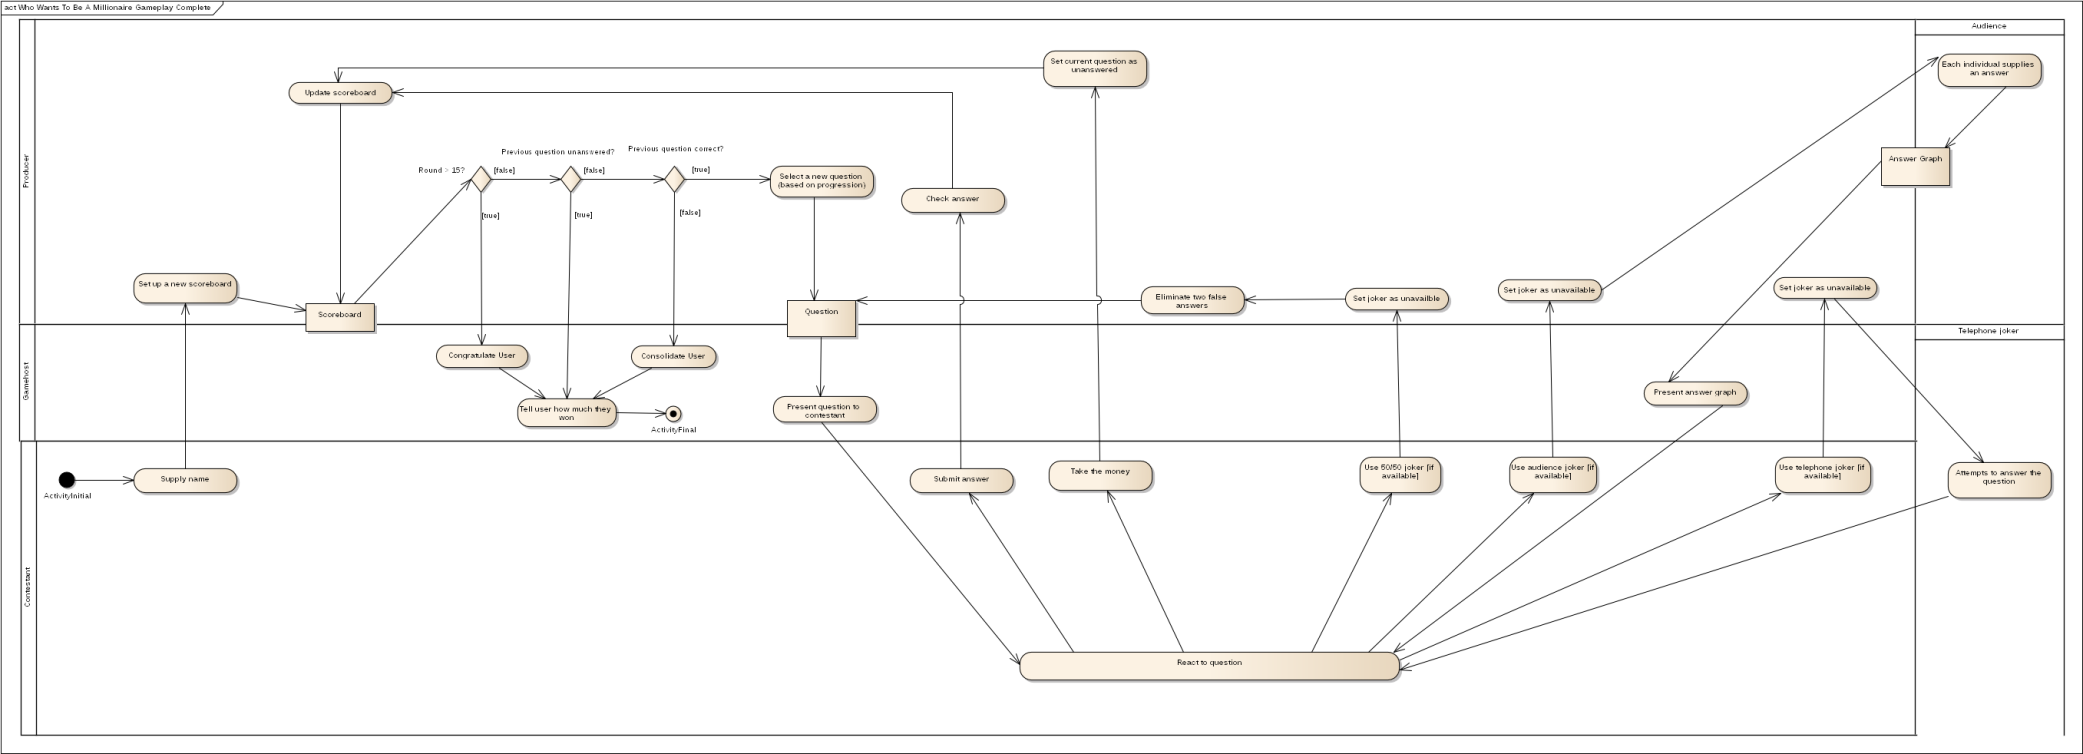 act Who Wants To Be A Millionaire Gameplay Complete
Audience
Producer
Set current question as
unanswered
Each individual supplies
an answer
Update scoreboard
Previous question unanswered?
Previous question correct?
Round > 15?
[false]
[false]
[true]
Select a new question
(based on progression)
Answer Graph
Check answer
[true]
[true]
[false]
Set up a new scoreboard
Scoreboard
Question
Eliminate two false
answers
Set joker as unavailble
Set joker as unavailable
Set joker as unavailable
Telephone joker
Gamehost
Congratulate User
Consolidate User
Tell user how much they
won
ActivityFinal
Present question to
contestant
Present answer graph
Contestant
ActivityInitial
Supply name
Submit answer
Take the money
Use 50/50 joker [if
available]
Use audience joker [if
available]
Use telephone joker [if
available]
Attempts to answer the
question
React to question